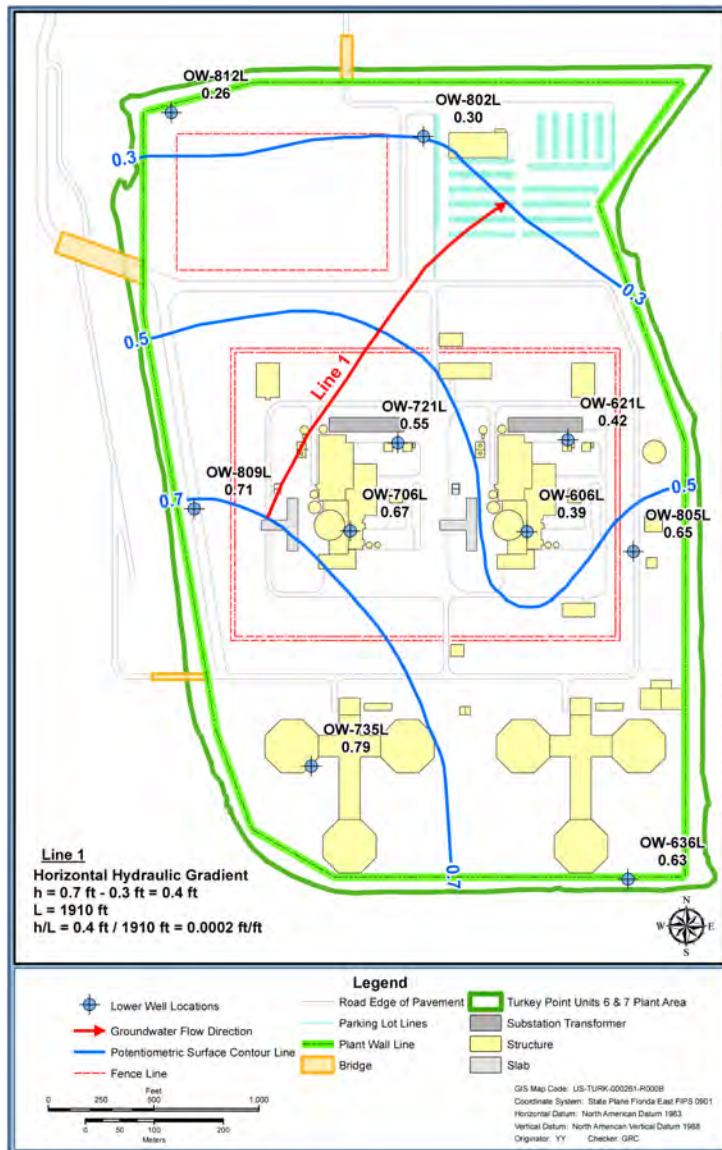 OW-812L
0.26
OW-802L
0.30
0.3
0.3
0.5
Line 1
OW-721L
0.55
OW-621L
0.42
OW-809L
0.71
0.7
OW-706L
0.67
OW-606L
0.39
0.5
OW-805L
0.65
OW-735L
0.79
OW-636L
0.63
0.7
Line 1
Horizontal Hydraulic Gradient
h = 0.7 ft - 0.3 ft = 0.4 ft
L = 1910 ft
h/L = 0.4 ft / 1910 ft = 0.0002 ft/ft
N
W E
S
Legend
Lower Well Locations
Groundwater Flow Direction
Potentiometric Surface Contour Line
Fence Line
Road Edge of Pavement
Parking Lot Lines
Plant Wall Line
Bridge
Turkey Point Units 6 & 7 Plant Area
Substation Transformer
Structure
Slab
Feet
0 250 500 1,000
0 50 100 200
Meters
GIS Map Code: US-TURK-000261-R000B
Coordinate System: State Plane Florida East FIPS 0901
Horizontal Datum: North American Datum 1983
Vertical Datum: North American Vertical Datum 1988
Originator: YY Checker: GRC